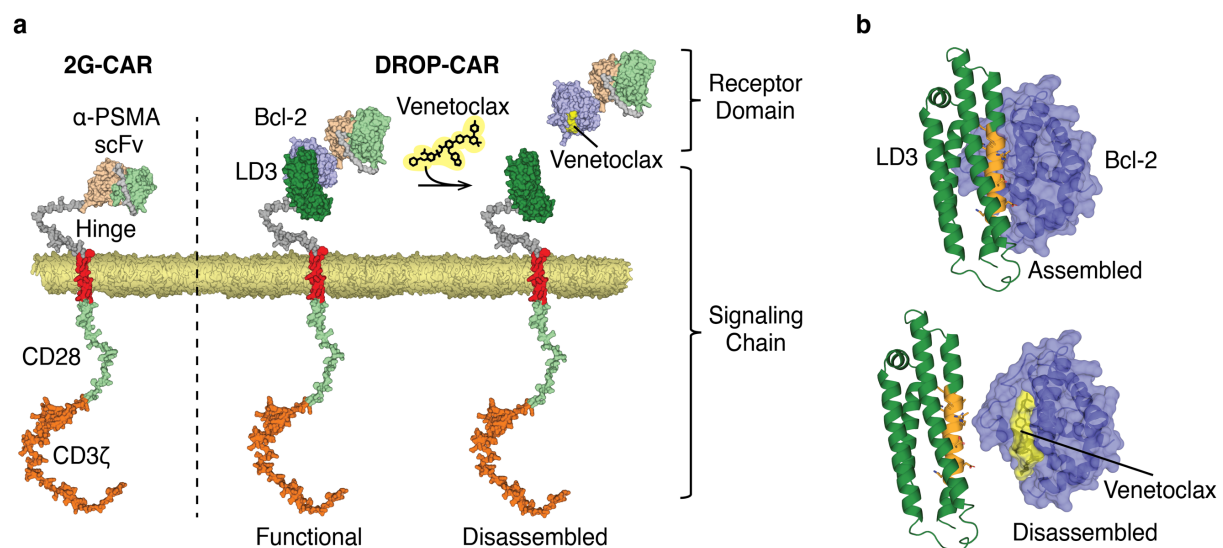 a
2G-CAR
DROP-CAR
α-PSMA
scFv
Hinge
CD28
CD3ζ
Bcl-2
LD3
Venetoclax
Venetoclax
Functional
Disassembled
Receptor
Domain
Signaling
Chain
b
LD3
Bcl-2
Assembled
Venetoclax
Disassembled